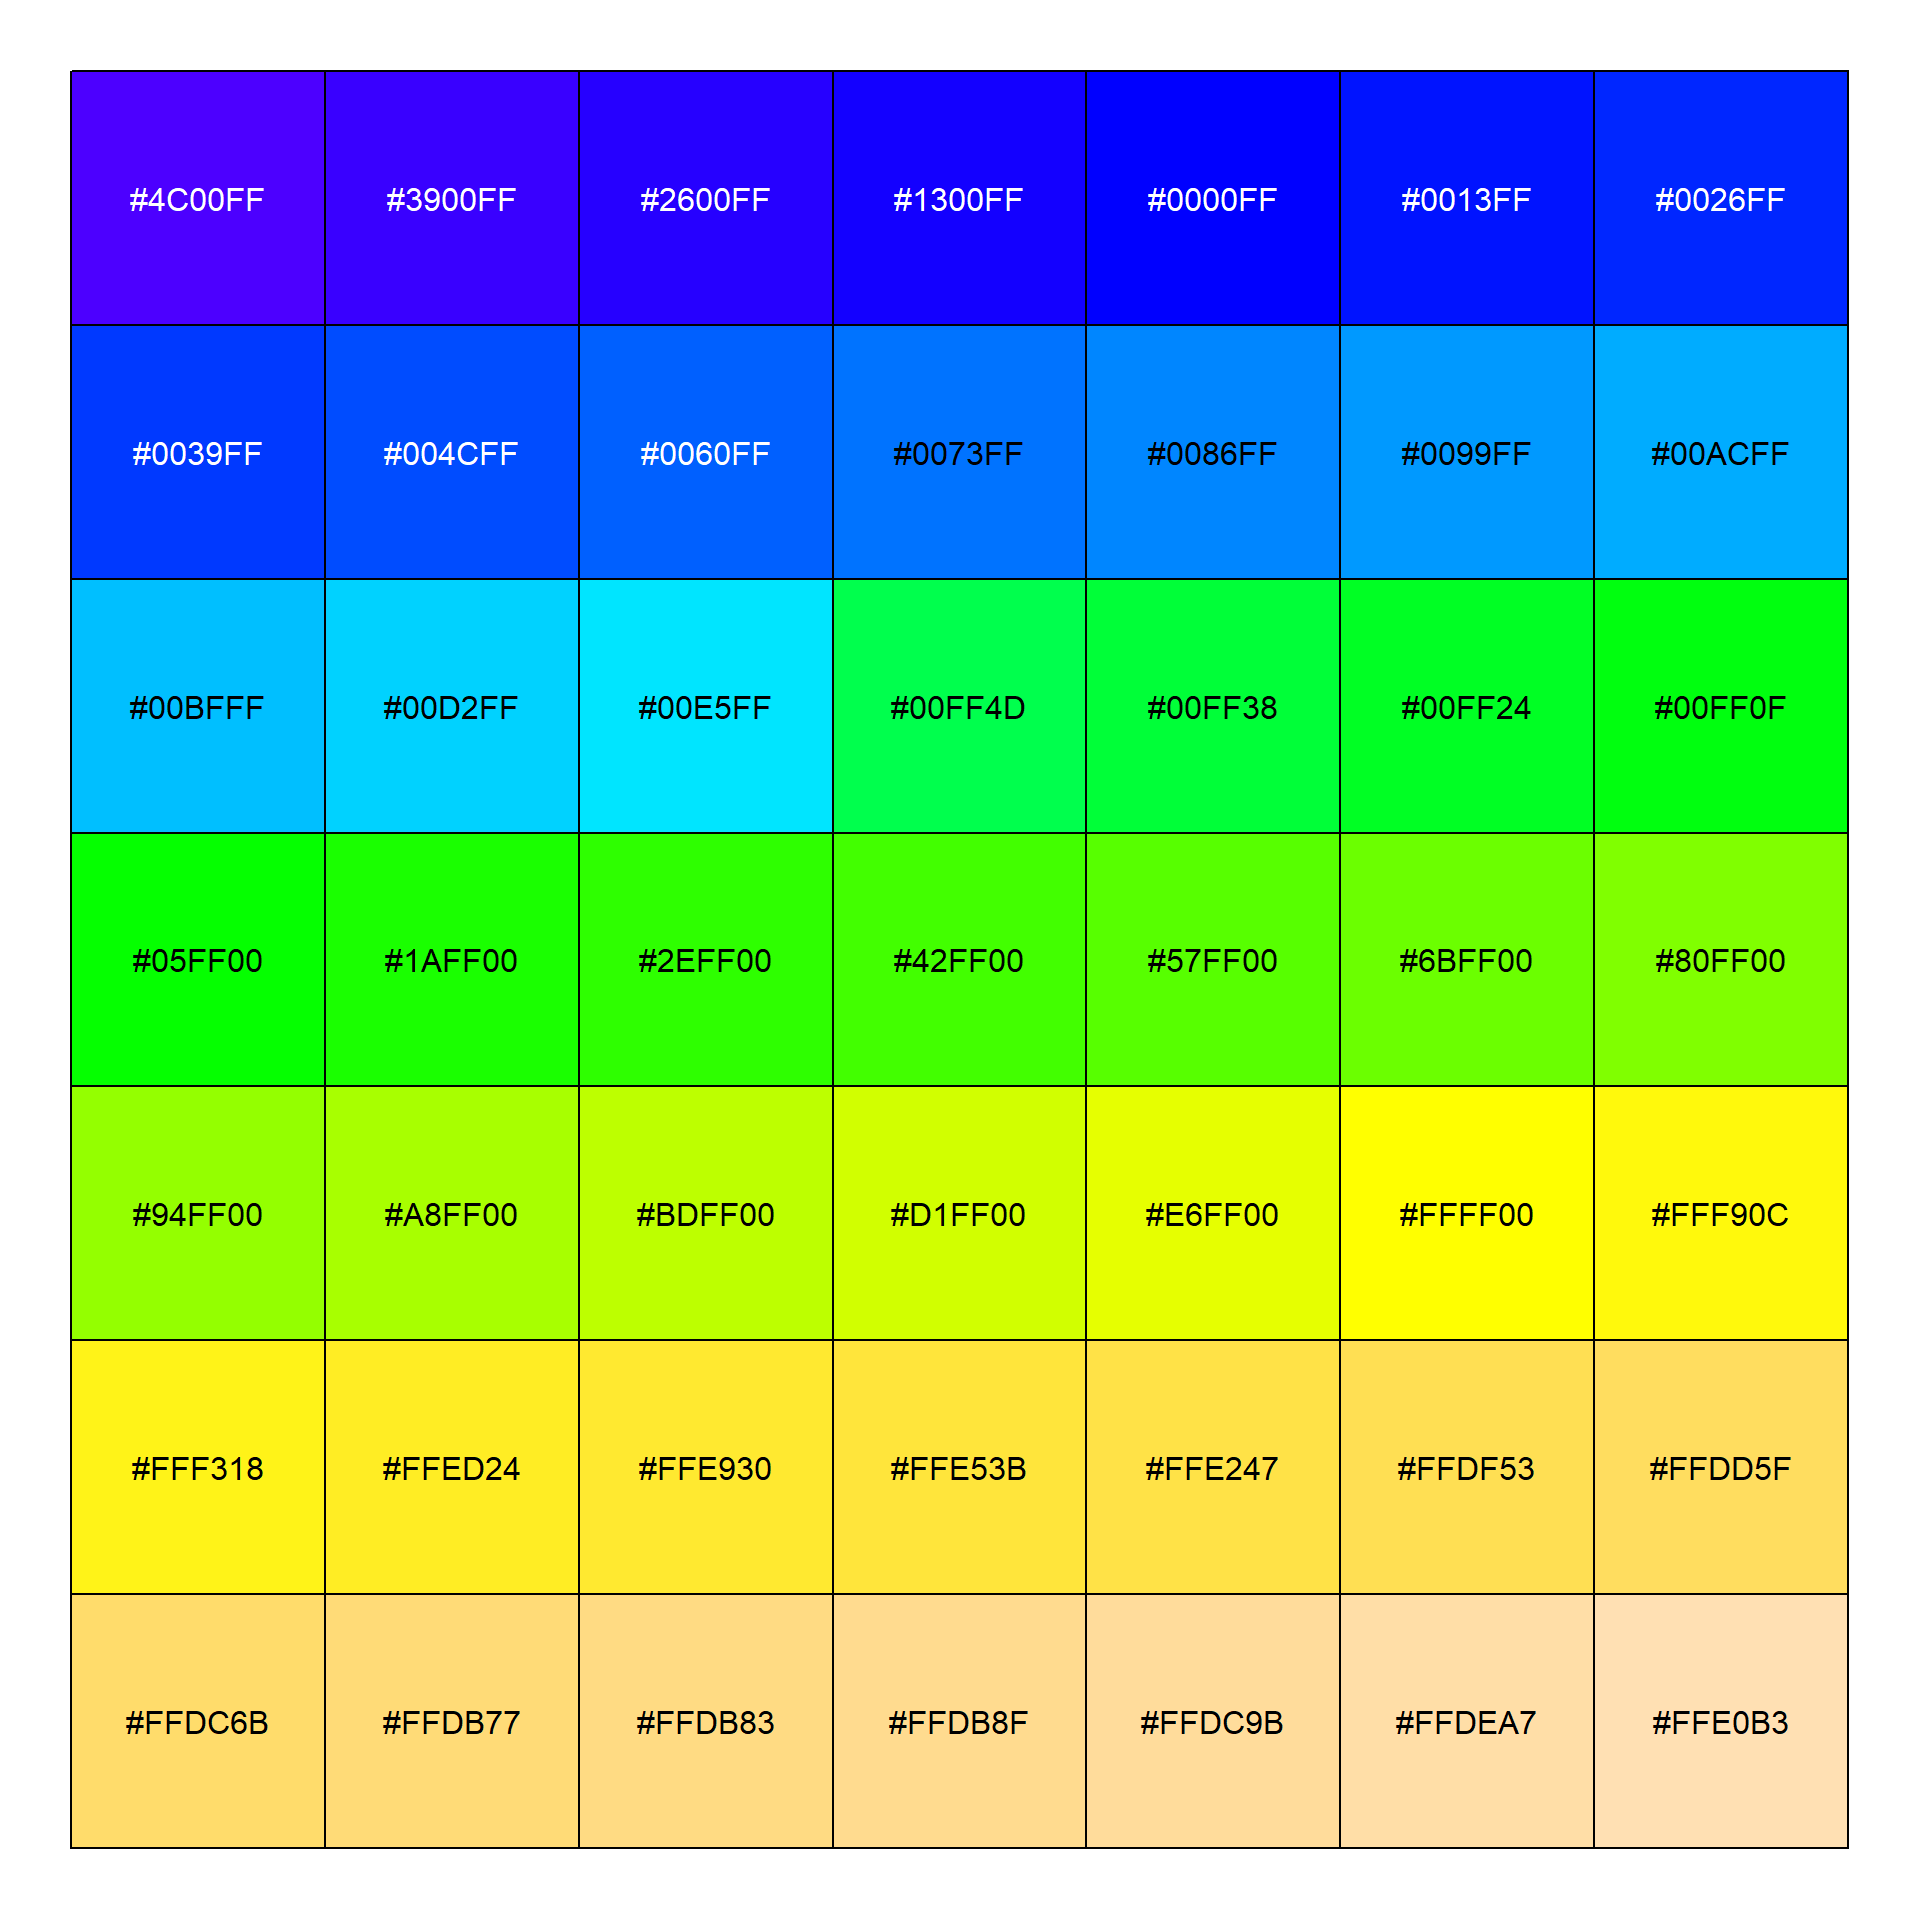 #4C00FF #3900FF #2600FF #1300FF #0000FF #0013FF #0026FF
#0039FF #004CFF #0060FF #0073FF #0086FF #0099FF #00ACFF
#00BFFF #00D2FF #00E5FF #00FF4D #00FF38 #00FF24 #00FF0F
#05FF00 #1AFF00 #2EFF00 #42FF00 #57FF00 #6BFF00 #80FF00
#94FF00 #A8FF00 #BDFF00 #D1FF00 #E6FF00 #FFFF00 #FFF90C
#FFF318 #FFED24 #FFE930 #FFE53B #FFE247 #FFDF53 #FFDD5F
#FFDC6B #FFDB77 #FFDB83 #FFDB8F #FFDC9B #FFDEA7 #FFE0B3